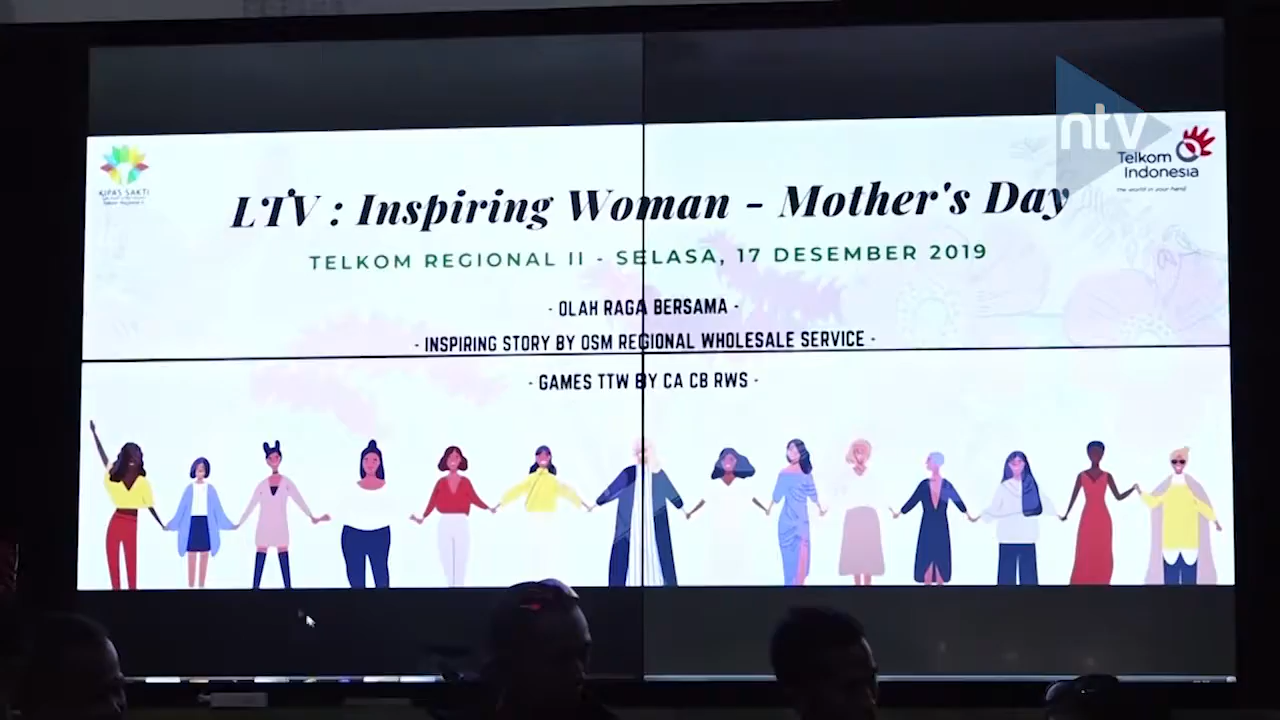 ntv
KIPAS SAKTI
Telkom
Indonesia
the world in your hand
LTV : Inspiring Woman - Mother's Day
TELKOM REGIONAL II - SELASA, 17 DESEMBER 2019
- OLAH RAGA BERSAMA -
- INSPIRING STORY BY OSM REGIONAL WHOLESALE SERVICE -
- GAMES TTW BY CA CB RWS -